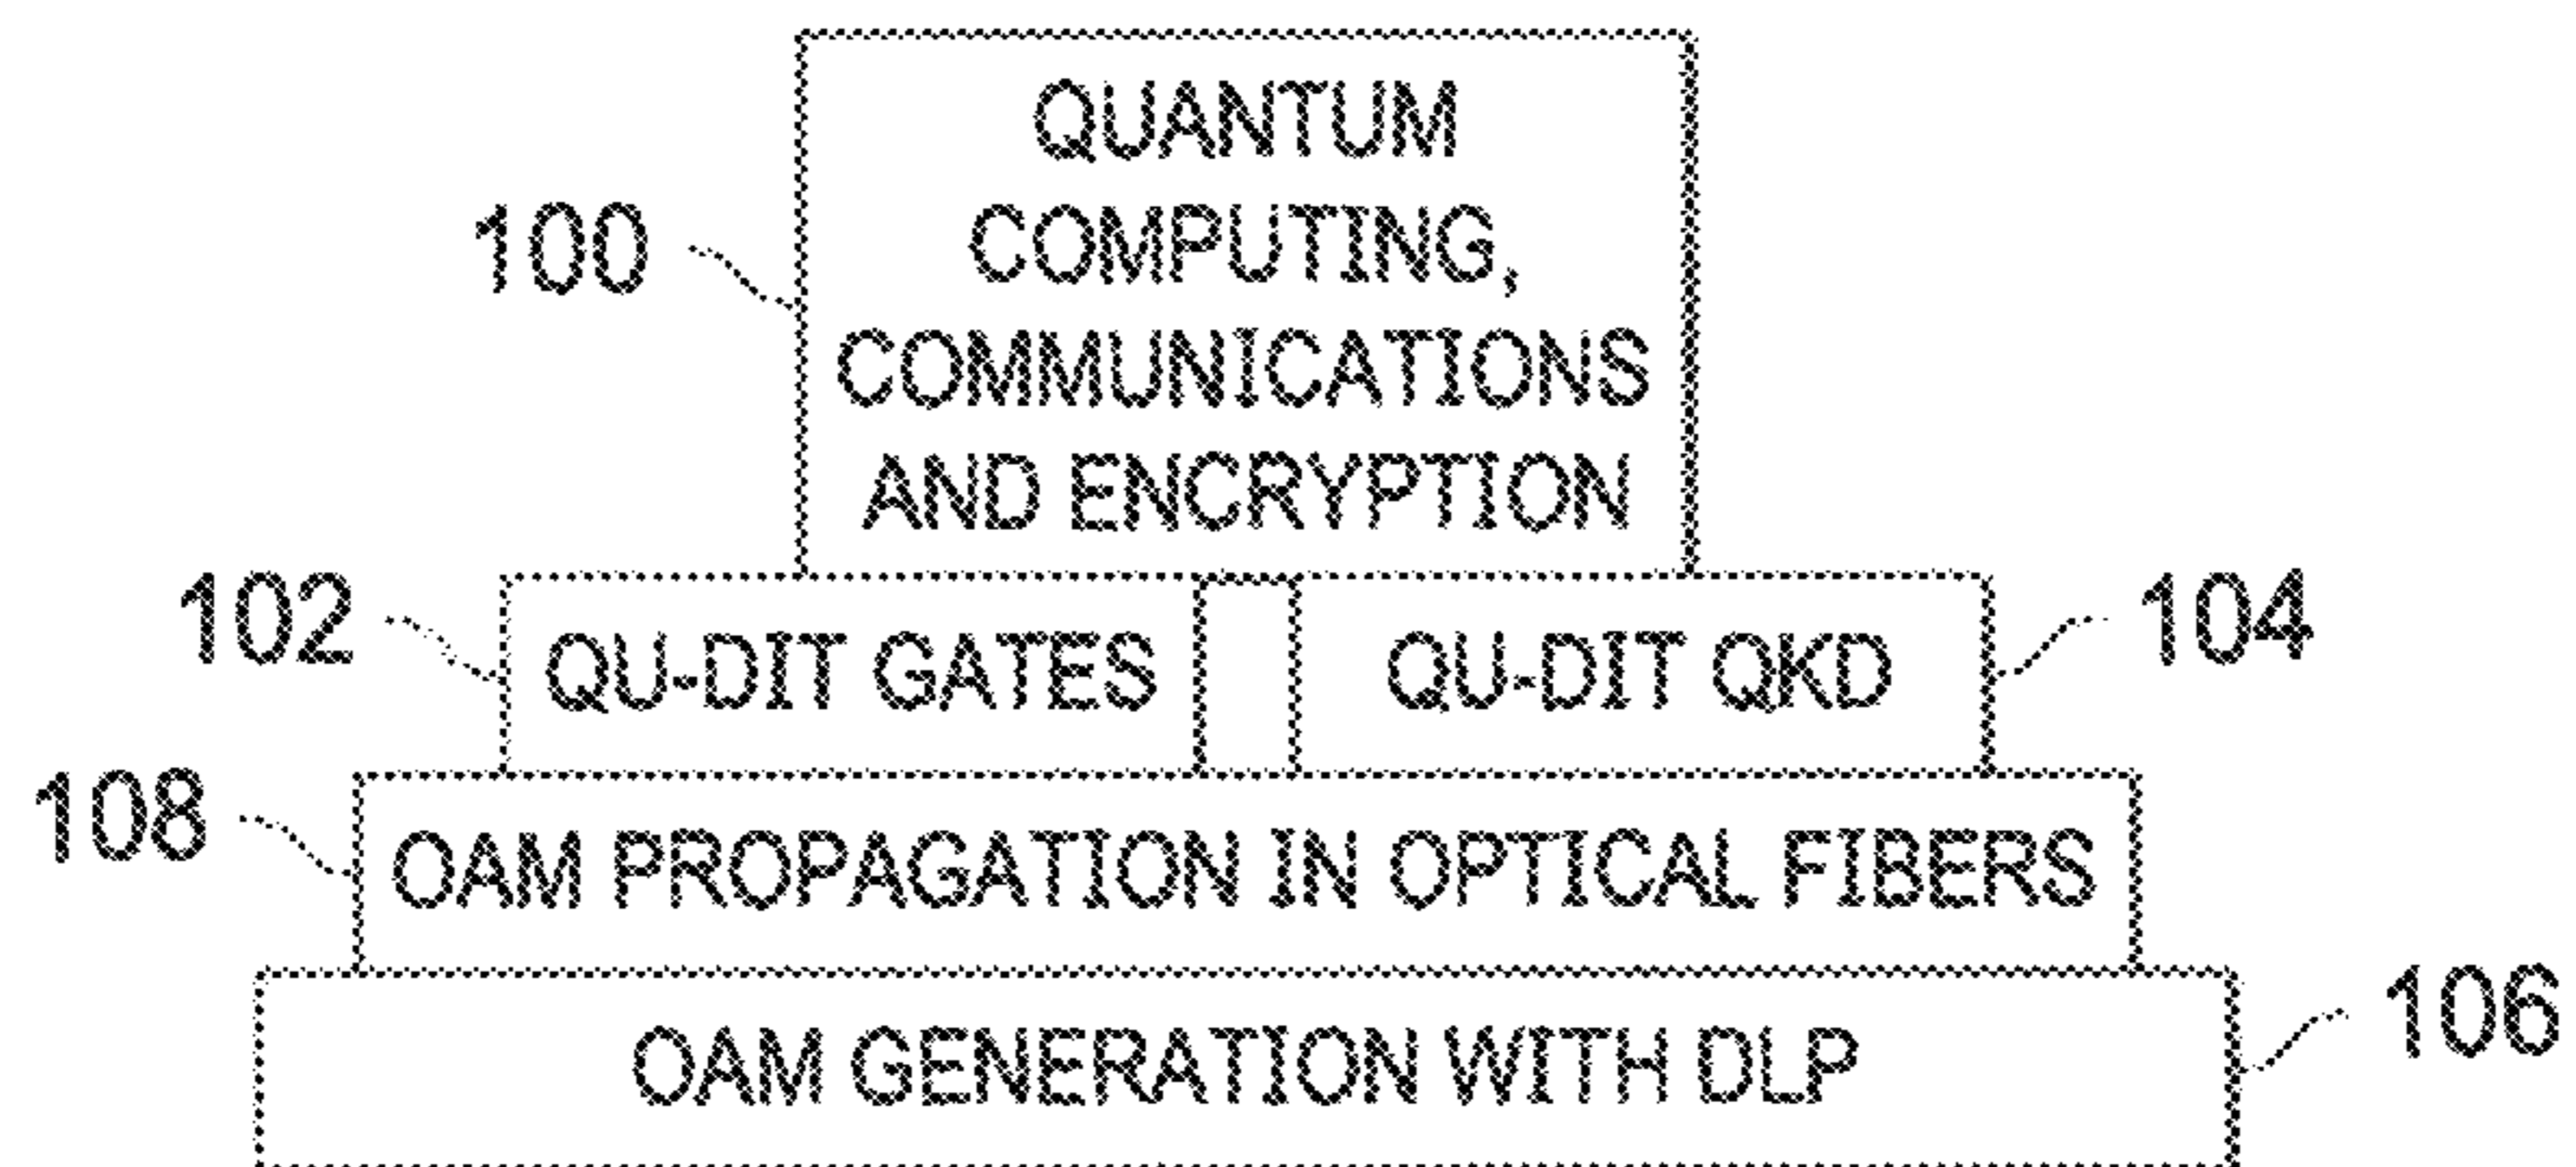 QUANTUM
100
COMPUTING,
COMMUNICATIONS
AND ENCRYPTION
102
QU-DIT GATES
QU-DIT QKD
104
108
OAM PROPAGATION IN OPTICAL FIBERS
OAM GENERATION WITH DLP
106